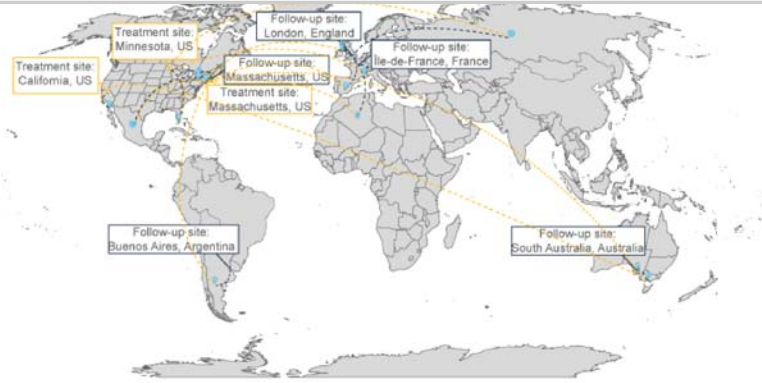 Follow-up site:
London, England
Treatment site:
Minnesota, US
Follow-up site:
Île-de-France, France
Treatment site:
California, US
Follow-up site:
Massachusetts, US
Treatment site:
Massachusetts, US
Follow-up site:
Buenos Aires, Argentina
Follow-up site:
South Australia, Australia